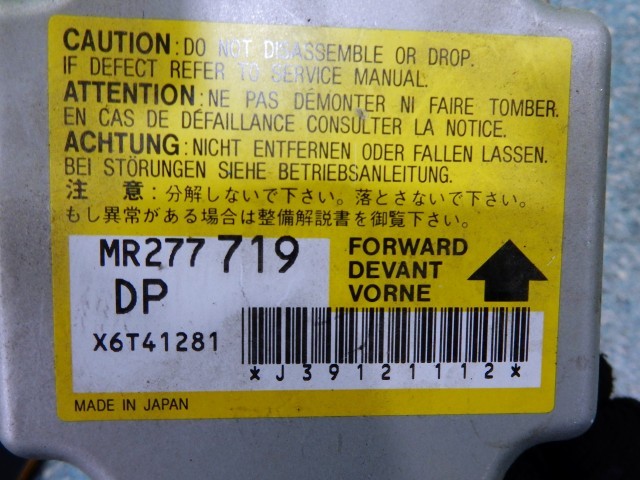 CAUTION:DO NOT DISASSEMBLE OR DROP.
IF DEFECT REFER TO SERVICE MANUAL.
ATTENTION:NE PAS DÉMONTER NI FAIRE TOMBER.
EN CAS DE DÉFAILLANCE CONSULTER LA NOTICE.
ACHTUNG:NICHT ENTFERNEN ODER FALLEN LASSEN.
BEI STÖRUNGEN SIEHE BETRIEBSANLEITUNG.
注 意:分解しないで下さい。落とさないで下さい。
もし異常がある場合は整備解説書を御覧下さい。
MR277 719
DP
X6T41281
FORWARD
DEVANT
VORNE
*J39121112*
MADE IN JAPAN